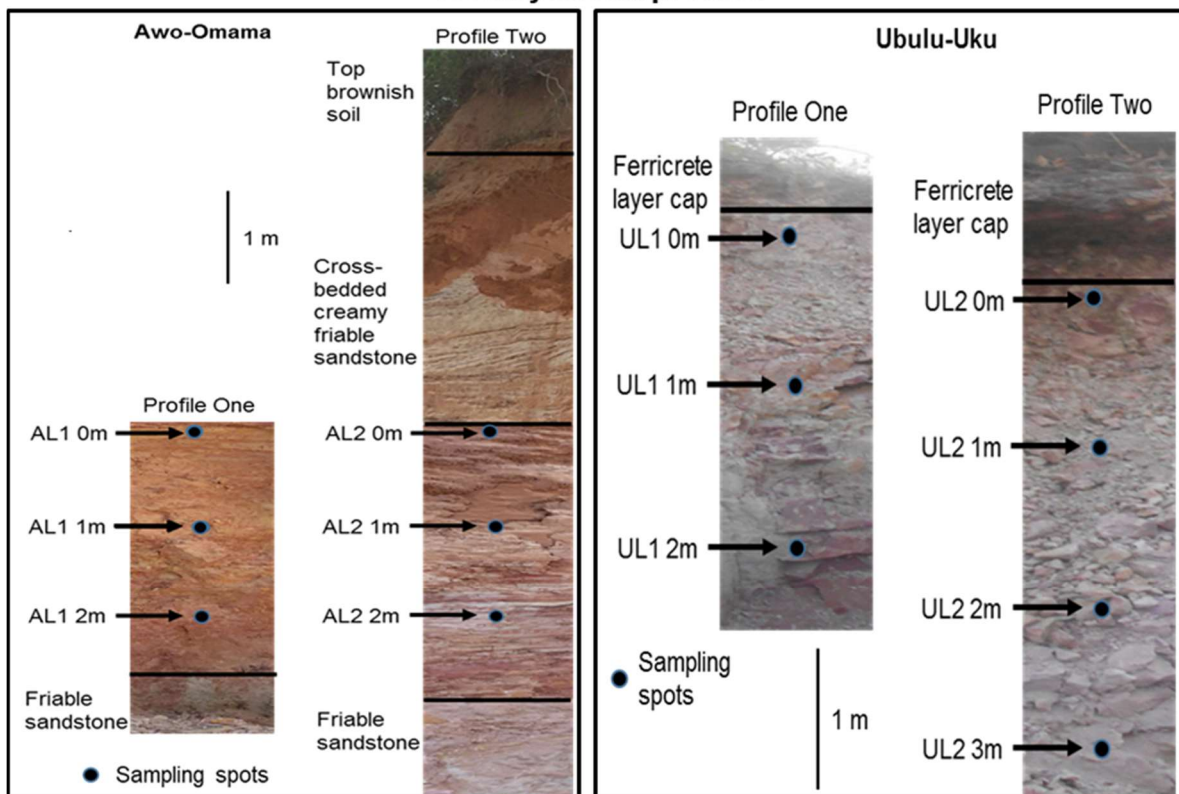 Awo-Omama
Profile Two
Top
brownish
soil
1 m
Cross-
bedded
creamy
friable
sandstone
Profile One
AL1 0m
AL1 1m
AL1 2m
Friable
sandstone
AL2 0m
AL2 1m
AL2 2m
Friable
sandstone
Sampling spots
Ubulu-Uku
Profile One
Ferricrete
layer cap
UL1 0m
UL1 1m
UL1 2m
Sampling
spots
1 m
Profile Two
Ferricrete
layer cap
UL2 0m
UL2 1m
UL2 2m
UL2 3m